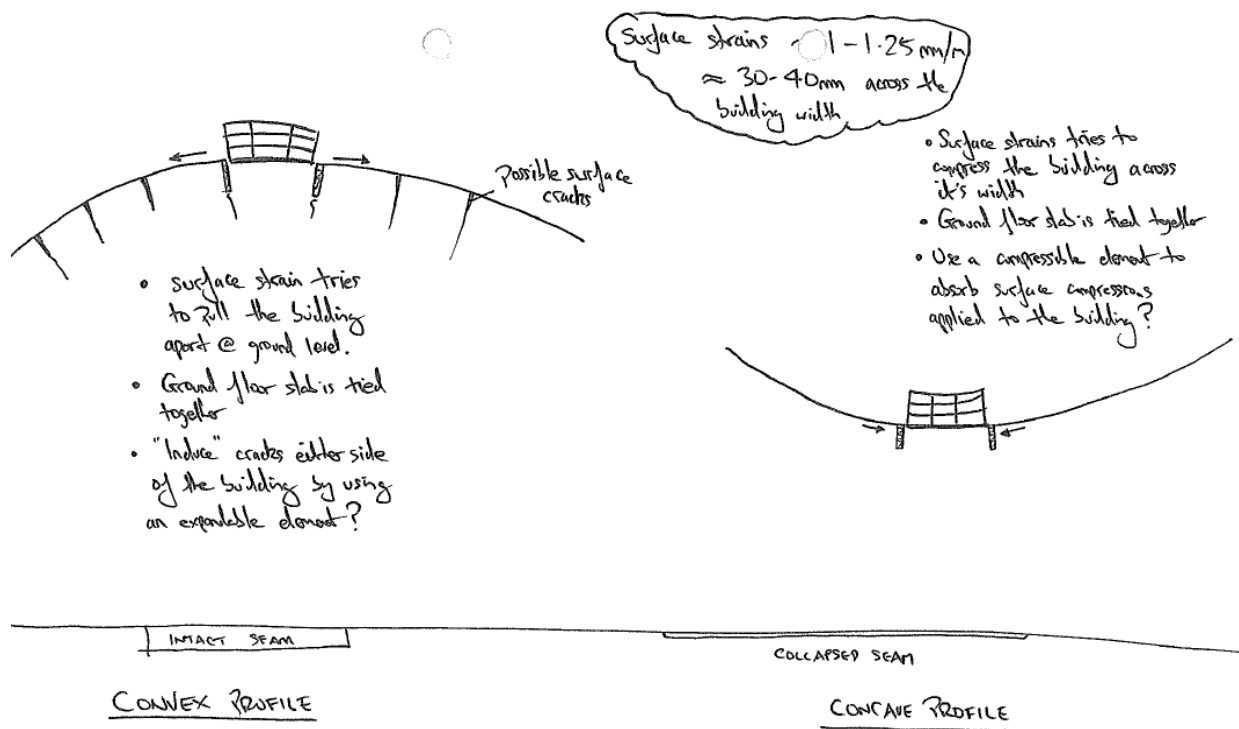 Surface strains ~ 1-1.25 mm/m
≈ 30-40mm across the
building width
Possible surface
cracks
• Surface strain tries
to pull the building
apart @ ground level.
• Ground floor slab is tied
together
• "Induce" cracks either side
of the building by using
an expandable element?
• Surface strains tries to
compress the building across
it's width
• Ground floor slab is tied together
• Use a compressible element to
absorb surface compressions
applied to the building?
INTACT SEAM
CONVEX PROFILE
COLLAPSED SEAM
CONCAVE PROFILE